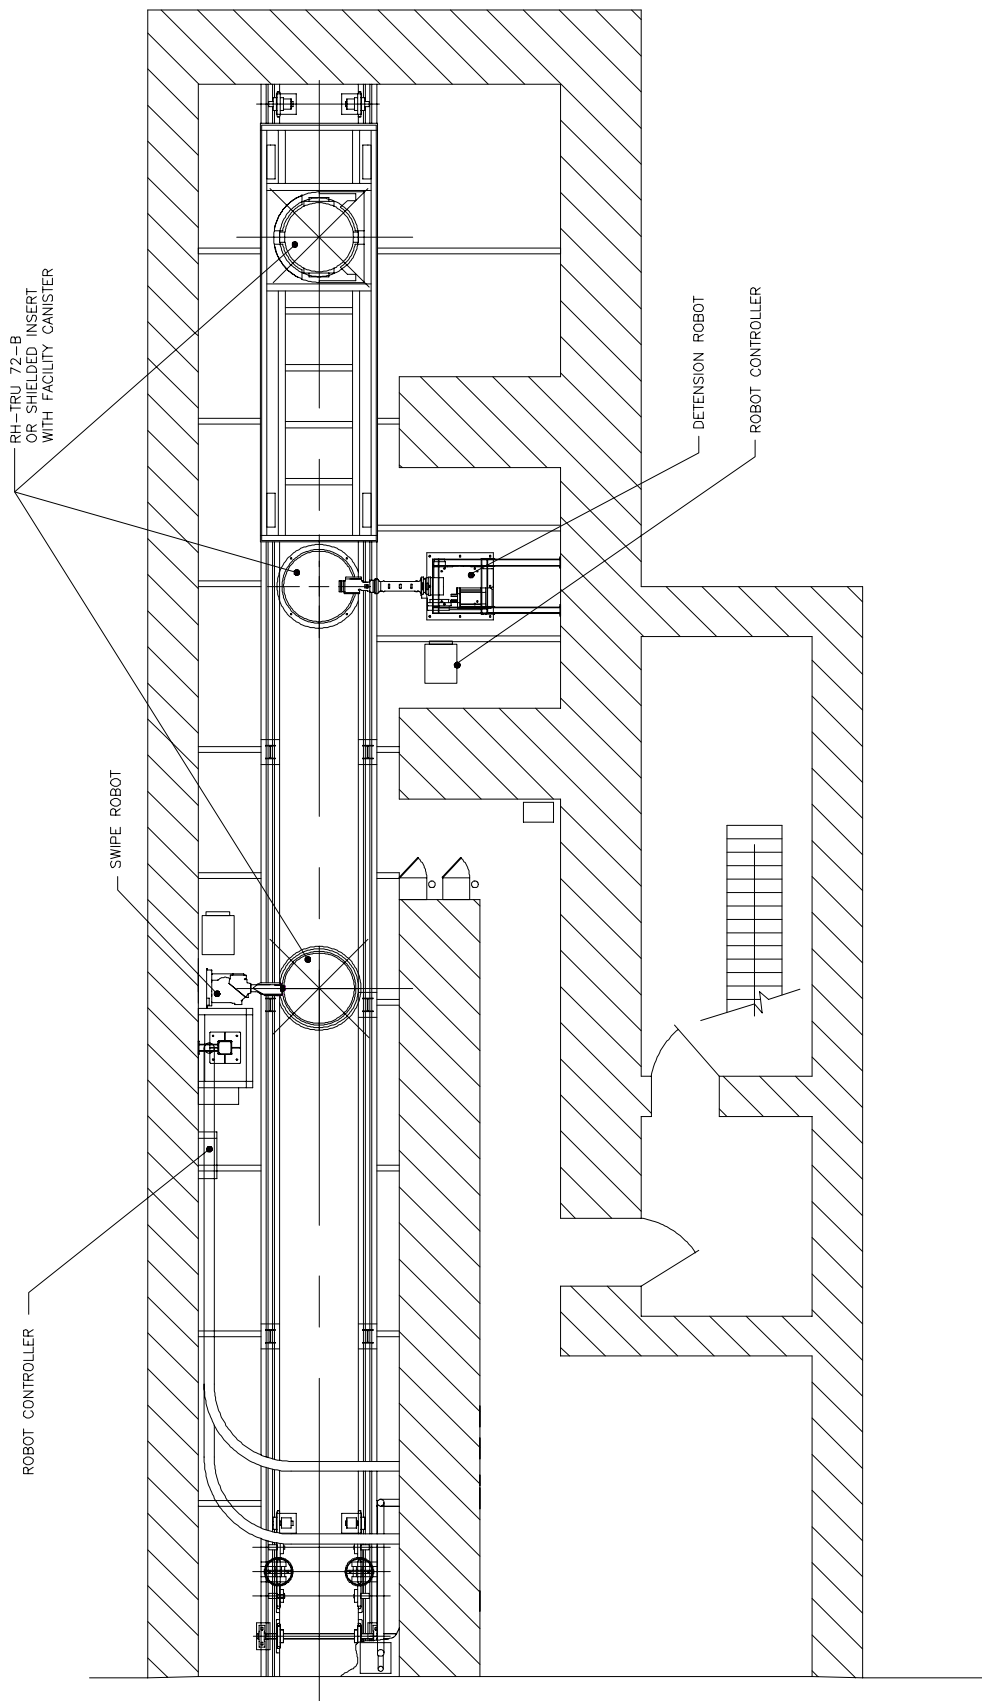 RH-TRU 72-B
OR SHIELDED INSERT
WITH FACILITY CANISTER
DETENSION ROBOT
ROBOT CONTROLLER
SWIPE ROBOT
ROBOT CONTROLLER